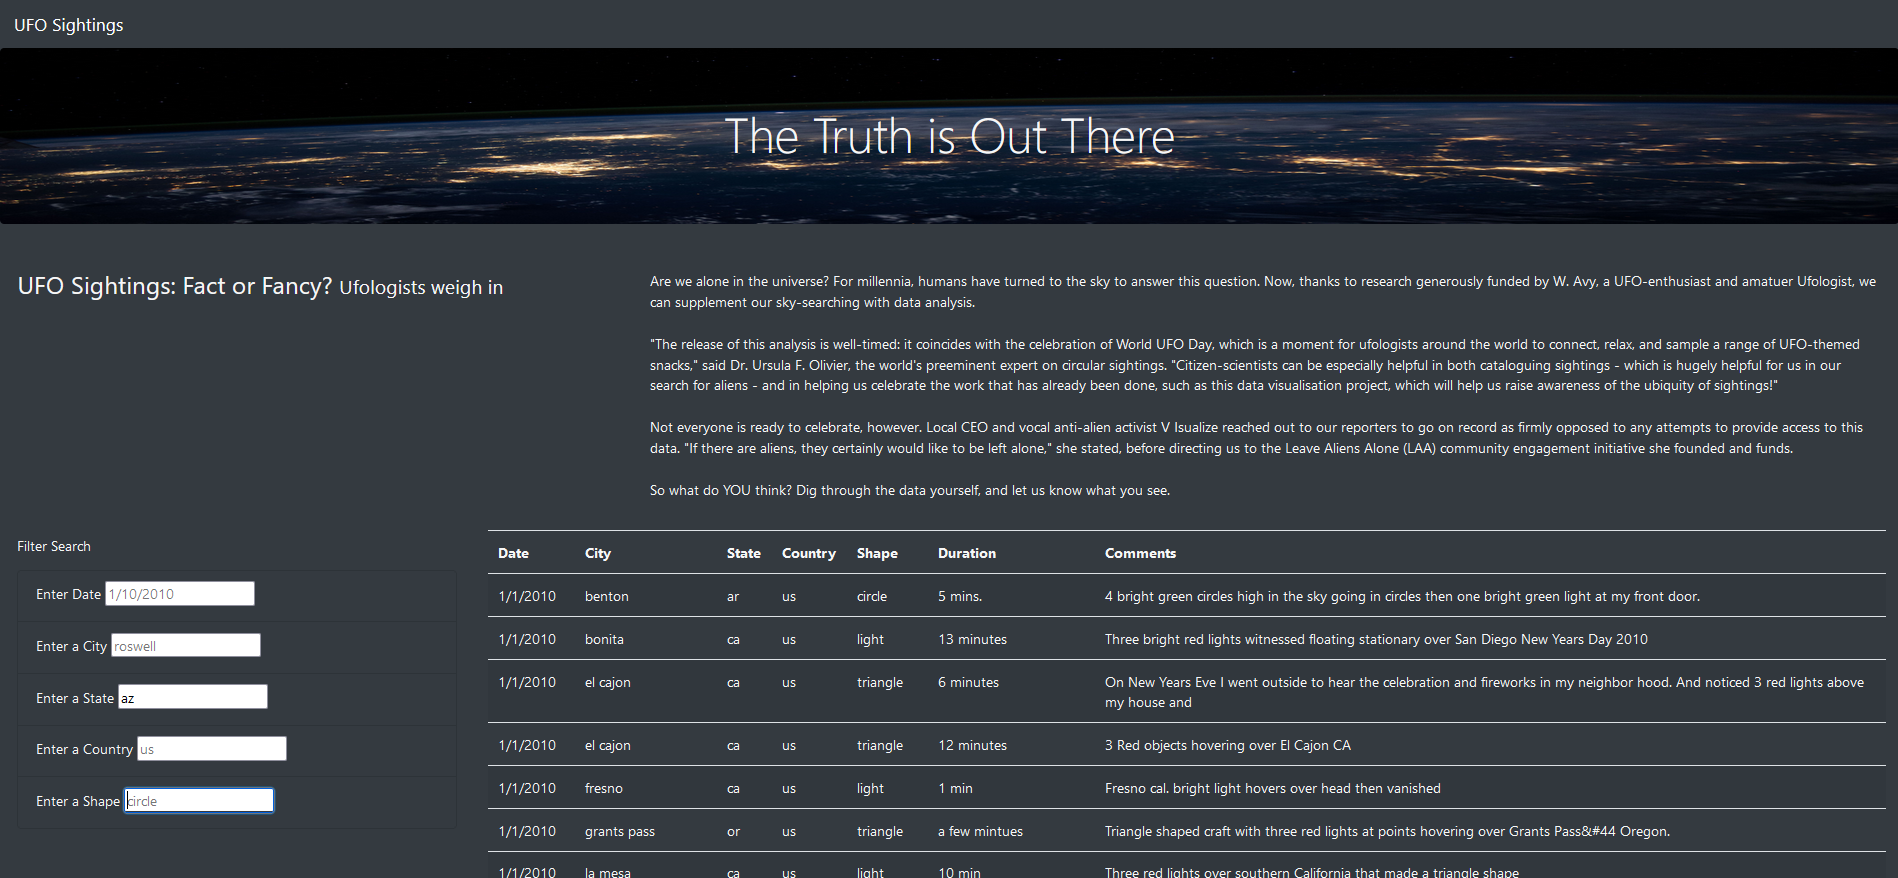 UFO Sightings
The Truth is Out There
UFO Sightings: Fact or Fancy? Ufologists weigh in
Are we alone in the universe? For millennia, humans have turned to the sky to answer this question. Now, thanks to research generously funded by W. Avy, a UFO-enthusiast and amatuer Ufologist, we
can supplement our sky-searching with data analysis.
"The release of this analysis is well-timed: it coincides with the celebration of World UFO Day, which is a moment for ufologists around the world to connect, relax, and sample a range of UFO-themed
snacks," said Dr. Ursula F. Olivier, the world's preeminent expert on circular sightings. "Citizen-scientists can be especially helpful in both cataloguing sightings - which is hugely helpful for us in our
search for aliens - and in helping us celebrate the work that has already been done, such as this data visualisation project, which will help us raise awareness of the ubiquity of sightings!"
Not everyone is ready to celebrate, however. Local CEO and vocal anti-alien activist V Isualize reached out to our reporters to go on record as firmly opposed to any attempts to provide access to this
data. "If there are aliens, they certainly would like to be left alone," she stated, before directing us to the Leave Aliens Alone (LAA) community engagement initiative she founded and funds.
So what do YOU think? Dig through the data yourself, and let us know what you see.
Filter Search
Enter Date 1/10/2010
Enter a City roswell
Enter a State az
Enter a Country us
Enter a Shape circle
Date City State Country Shape Duration Comments
1/1/2010 benton ar us circle 5 mins. 4 bright green circles high in the sky going in circles then one bright green light at my front door.
1/1/2010 bonita ca us light 13 minutes Three bright red lights witnessed floating stationary over San Diego New Years Day 2010
1/1/2010 el cajon ca us triangle 6 minutes On New Years Eve I went outside to hear the celebration and fireworks in my neighbor hood. And noticed 3 red lights above
my house and
1/1/2010 el cajon ca us triangle 12 minutes 3 Red objects hovering over El Cajon CA
1/1/2010 fresno ca us light 1 min Fresno cal. bright light hovers over head then vanished
1/1/2010 grants pass or us triangle a few mintues Triangle shaped craft with three red lights at points hovering over Grants Pass&#44 Oregon.
1/1/2010 la mesa ca us light 10 min Three red lights over southern California that made a triangle shape